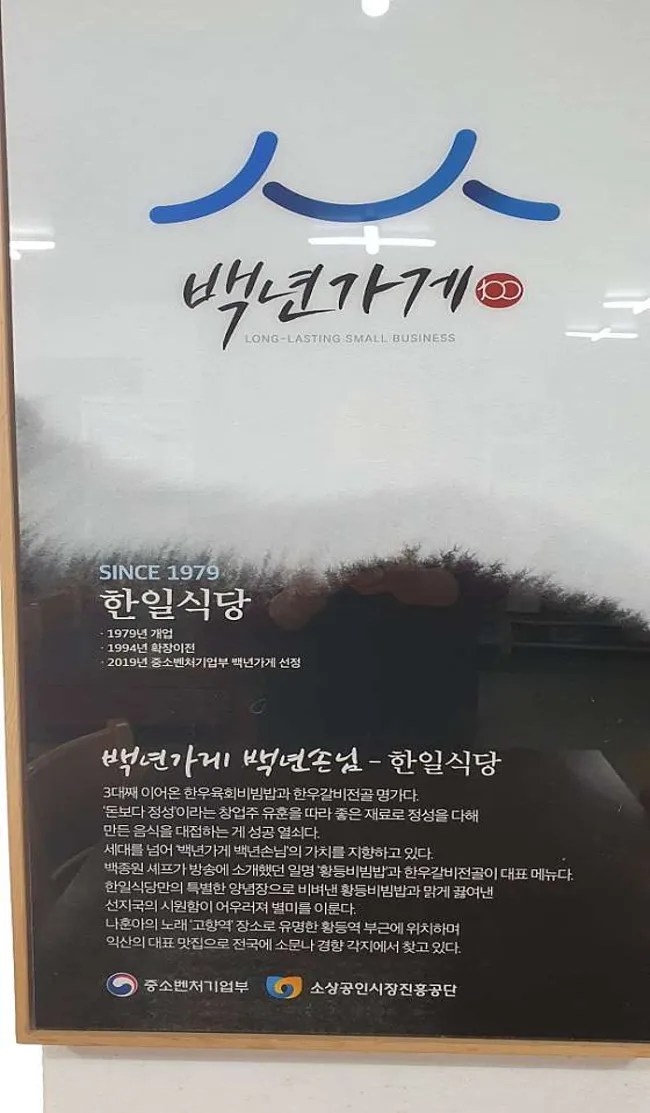 백년가게 100
LONG-LASTING SMALL BUSINESS
SINCE 1979
한일식당
· 1979년 개업
· 1994년 확장이전
· 2019년 중소벤처기업부 백년가게 선정
백년가게 백년손님 - 한일식당
3대째 이어온 한우육회비빔밥과 한우갈비전골 명가다.
'돈보다 정성'이라는 창업주 유훈을 따라 좋은 재료로 정성을 다해
만든 음식을 대접하는 게 성공 열쇠다.
세대를 넘어 '백년가게 백년손님'의 가치를 지향하고 있다.
백종원 셰프가 방송에 소개했던 일명 '황등비빔밥'과 한우갈비전골이 대표 메뉴다.
한일식당만의 특별한 양념장으로 비벼낸 황등비빔밥과 맑게 끓여낸
선지국의 시원함이 어우러져 별미를 이룬다.
나훈아의 노래 '고향역' 장소로 유명한 황등역 부근에 위치하며
익산의 대표 맛집으로 전국에 소문나 경향 각지에서 찾고 있다.
중소벤처기업부 소상공인시장진흥공단